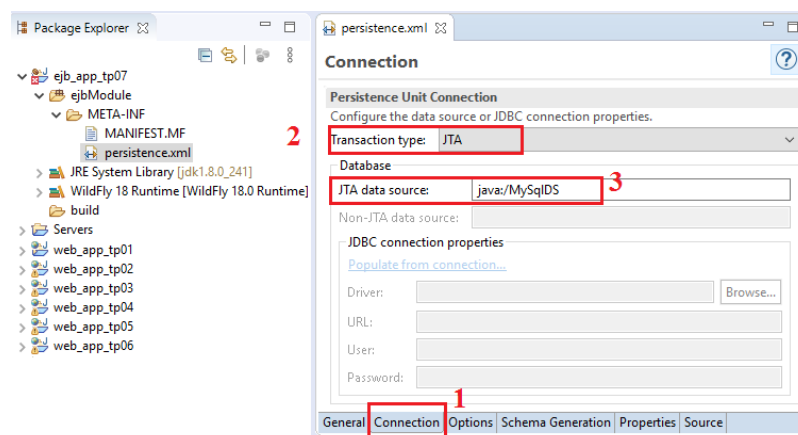 Package Explorer
ejb_app_tp07
ejbModule
META-INF
MANIFEST.MF
persistence.xml
JRE System Library [jdk1.8.0_241]
WildFly 18 Runtime [WildFly 18.0 Runtime]
build
Servers
web_app_tp01
web_app_tp02
web_app_tp03
web_app_tp04
web_app_tp05
web_app_tp06
persistence.xml
Connection
?
Persistence Unit Connection
Configure the data source or JDBC connection properties.
2
Transaction type: JTA
Database
JTA data source: java:/MySqlDS
3
Non-JTA data source:
JDBC connection properties
Populate from connection...
Driver: Browse...
URL:
User:
Password:
1
General Connection Options Schema Generation Properties Source